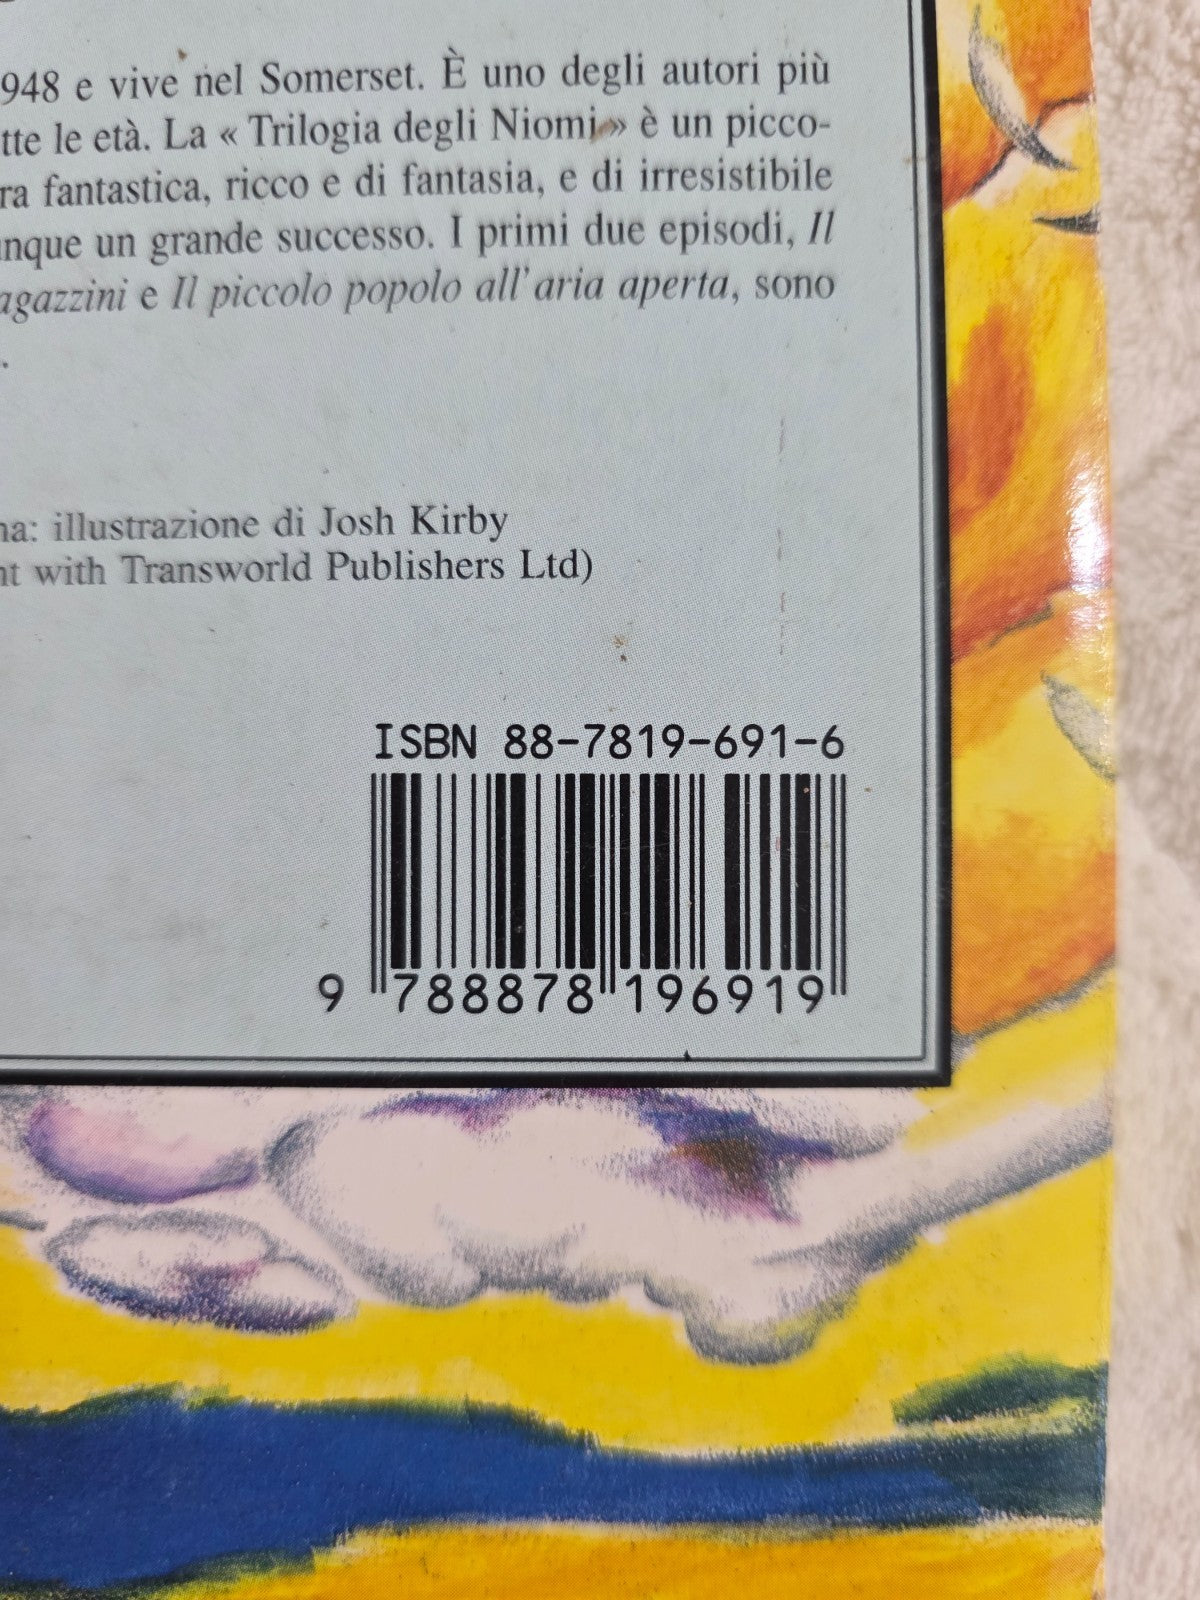 948 e vive nel Somerset. È uno degli autori più
tte le età. La « Trilogia degli Niomi » è un picco-
ra fantastica, ricco e di fantasia, e di irresistibile
unque un grande successo. I primi due episodi, Il
agazzini e Il piccolo popolo all'aria aperta, sono
.
na: illustrazione di Josh Kirby
nt with Transworld Publishers Ltd)
ISBN 88-7819-691-6
9 788878 196919